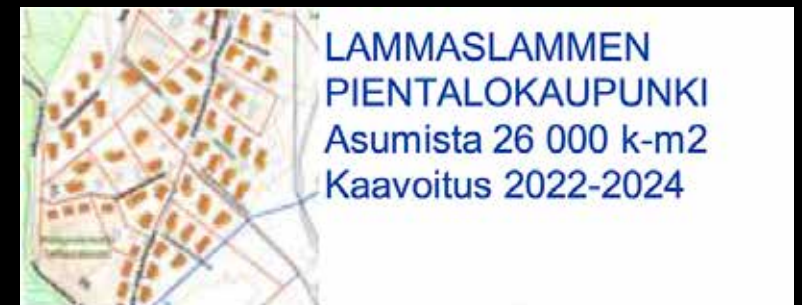 LAMMASLAMMEN
PIENTALOKAUPUNKI
Asumista 26 000 k-m2
Kaavoitus 2022-2024